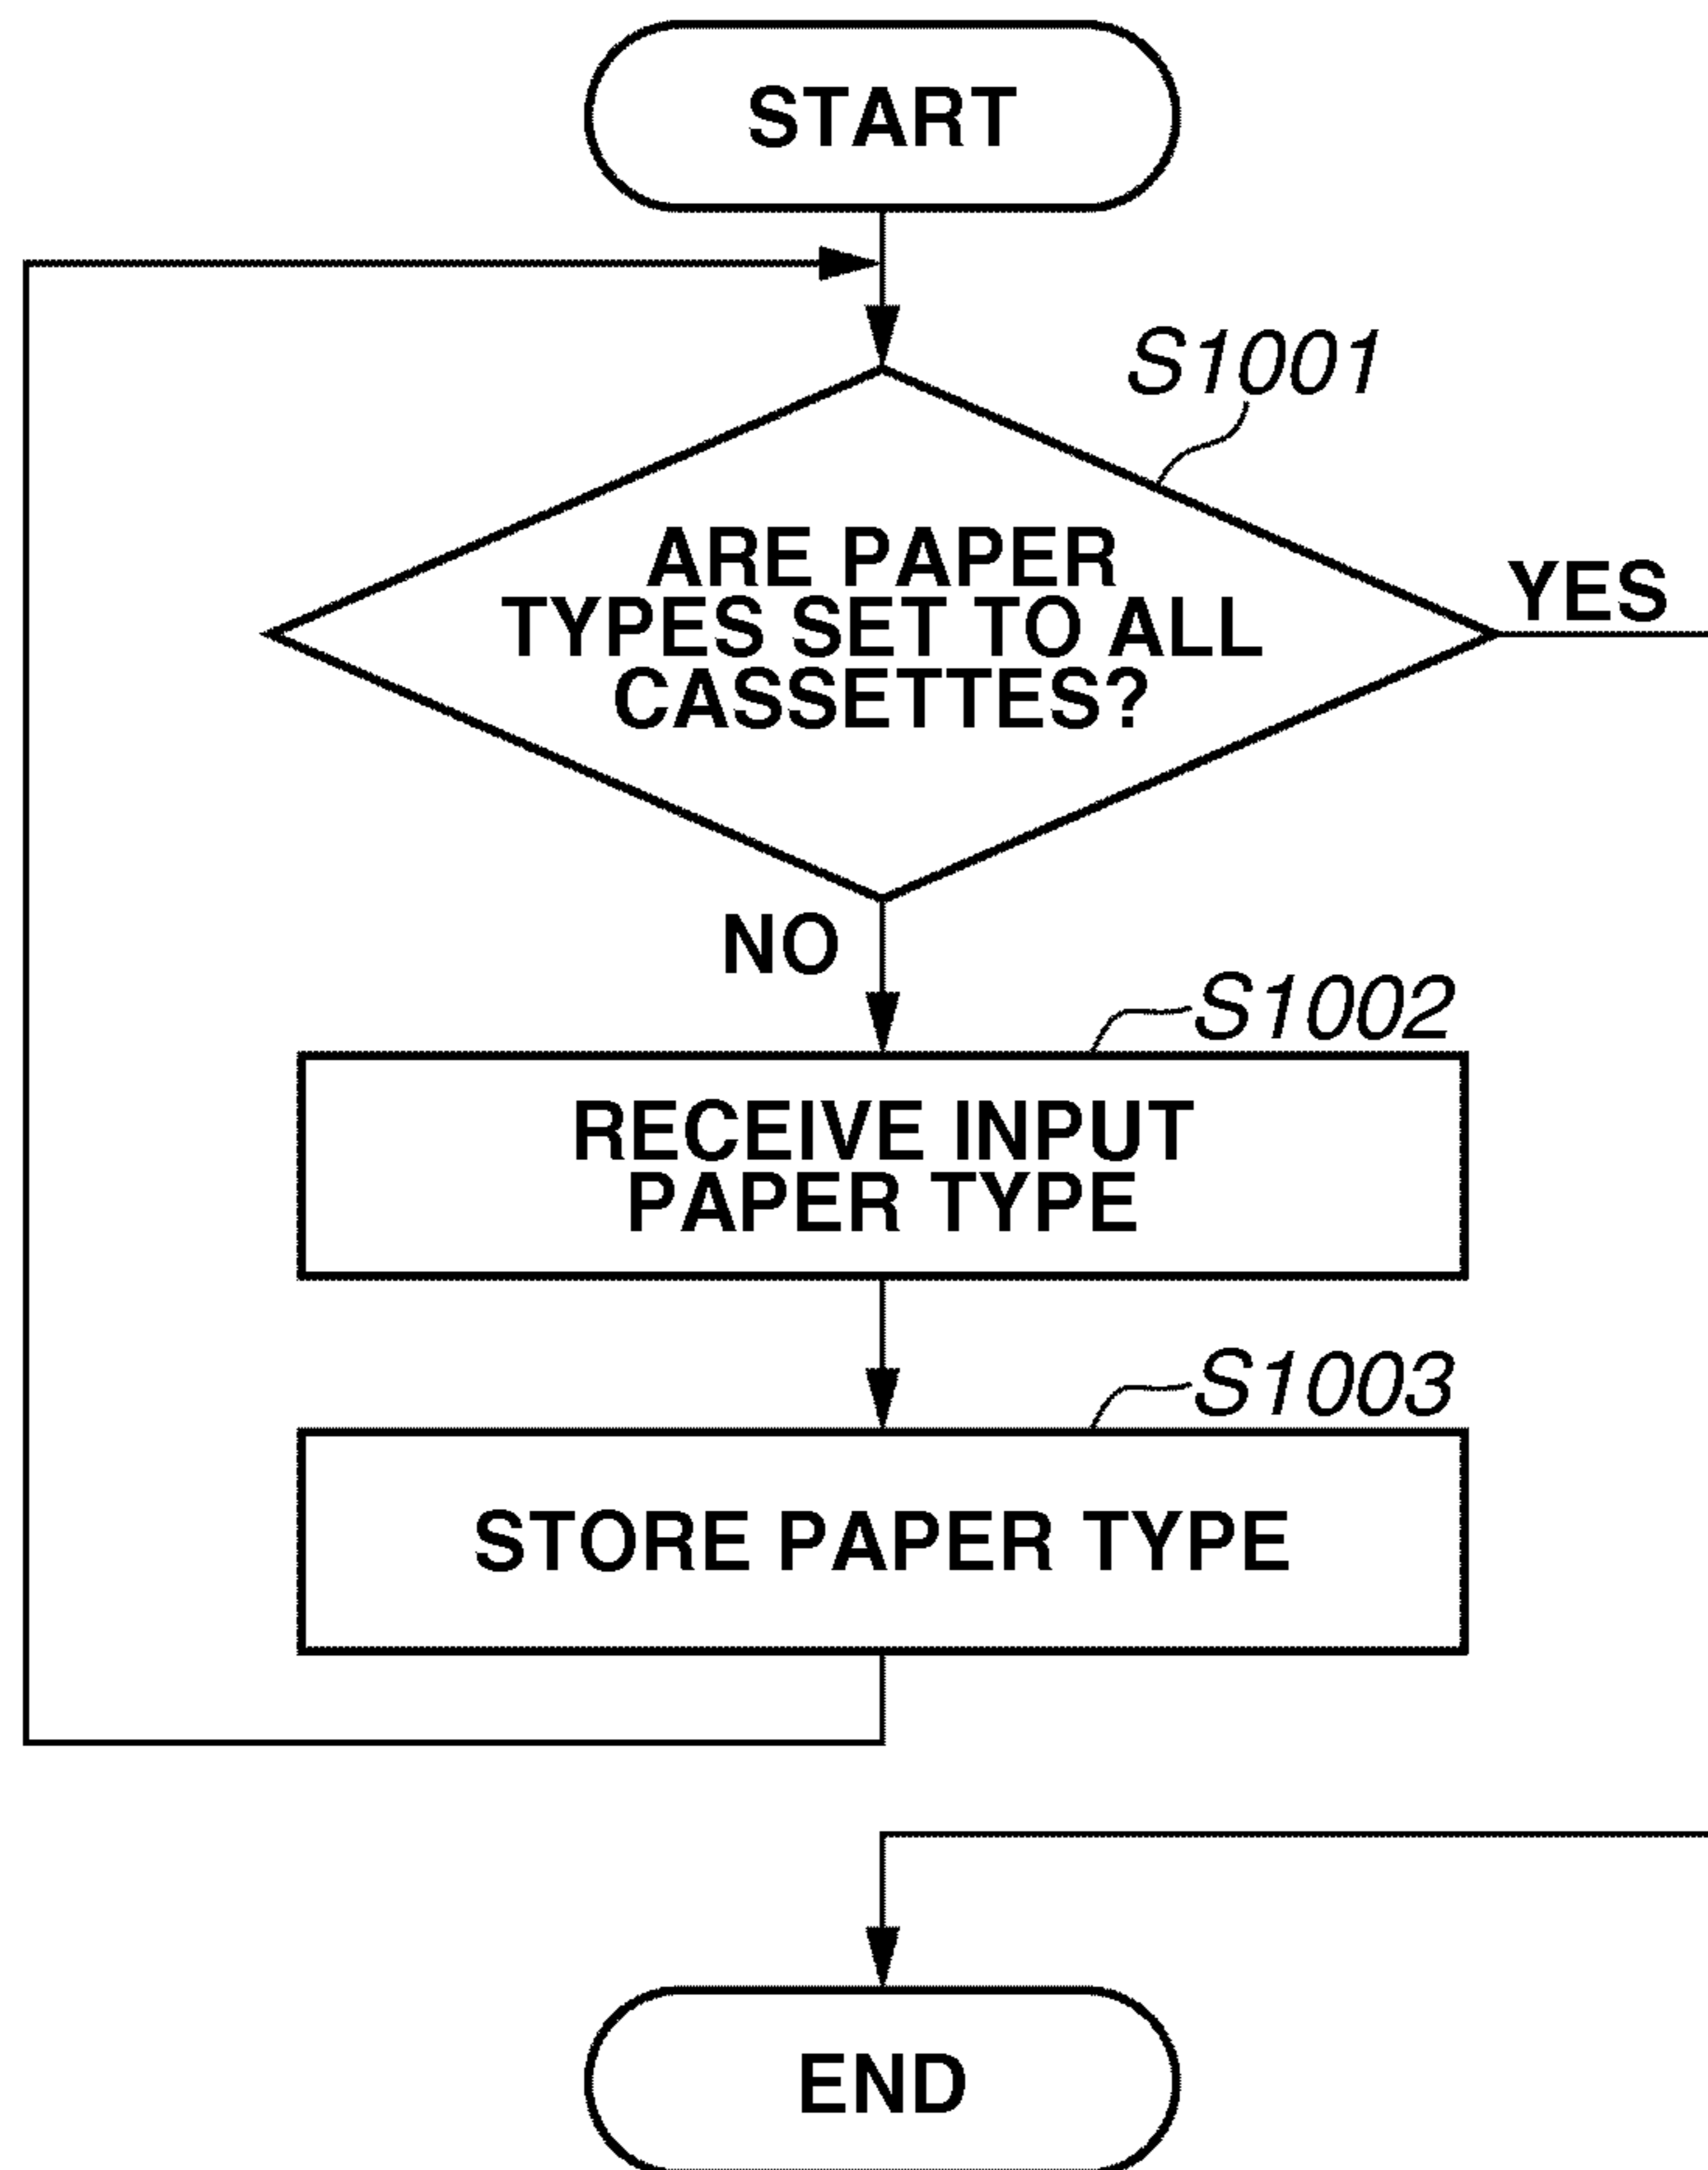 START
S1001
ARE PAPER
TYPES SET TO ALL
CASSETTES?
YES
NO
S1002
RECEIVE INPUT
PAPER TYPE
S1003
STORE PAPER TYPE
END